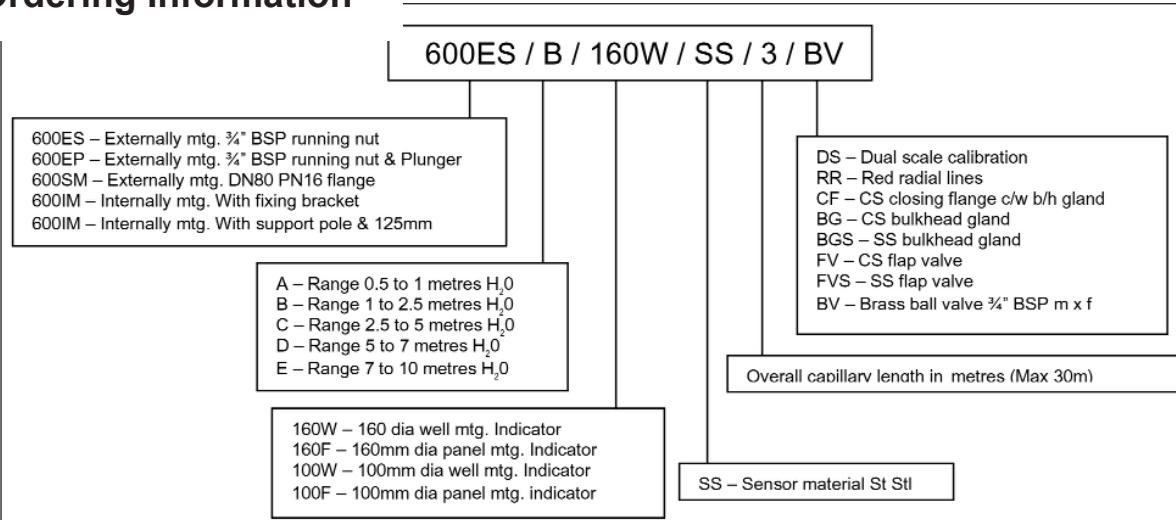 Ordering Information
600ES / B / 160W / SS / 3 / BV
600ES – Externally mtg. ¾" BSP running nut
600EP – Externally mtg. ¾" BSP running nut & Plunger
600SM – Externally mtg. DN80 PN16 flange
600IM – Internally mtg. With fixing bracket
600IM – Internally mtg. With support pole & 125mm
A – Range 0.5 to 1 metres H₂0
B – Range 1 to 2.5 metres H₂0
C – Range 2.5 to 5 metres H₂0
D – Range 5 to 7 metres H₂0
E – Range 7 to 10 metres H₂0
160W – 160 dia well mtg. Indicator
160F – 160mm dia panel mtg. Indicator
100W – 100mm dia well mtg. Indicator
100F – 100mm dia panel mtg. indicator
SS – Sensor material St Stl
Overall capillary length in metres (Max 30m)
DS – Dual scale calibration
RR – Red radial lines
CF – CS closing flange c/w b/h gland
BG – CS bulkhead gland
BGS – SS bulkhead gland
FV – CS flap valve
FVS – SS flap valve
BV – Brass ball valve ¾" BSP m x f